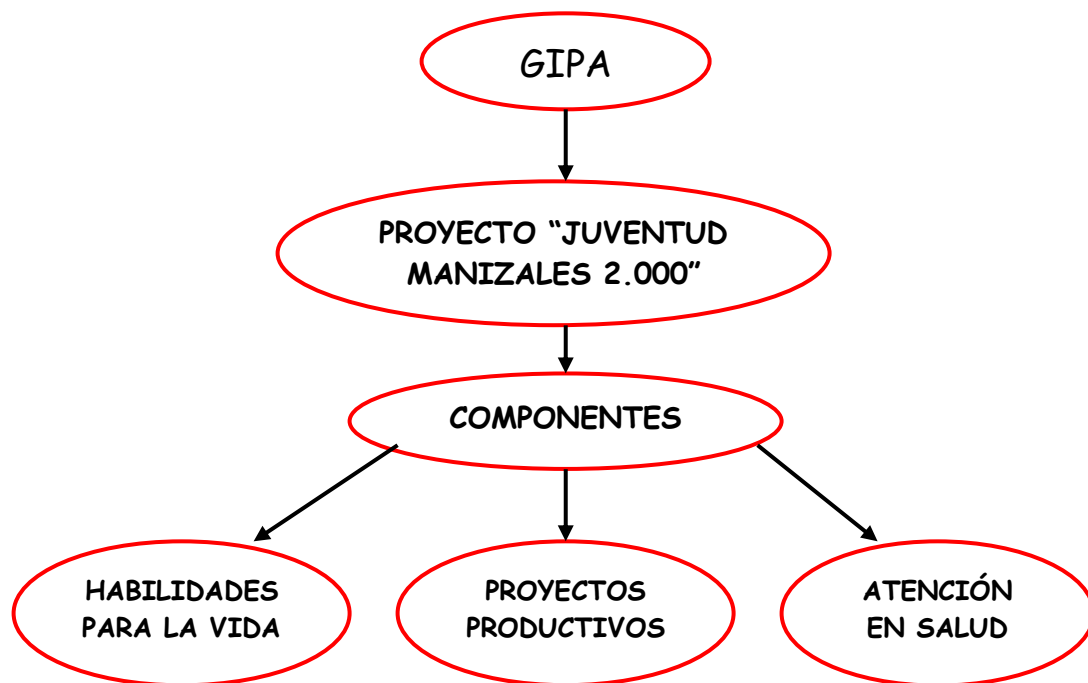 GIPA
PROYECTO “JUVENTUD
MANIZALES 2.000”
COMPONENTES
HABILIDADES
PARA LA VIDA
PROYECTOS
PRODUCTIVOS
ATENCIÓN
EN SALUD